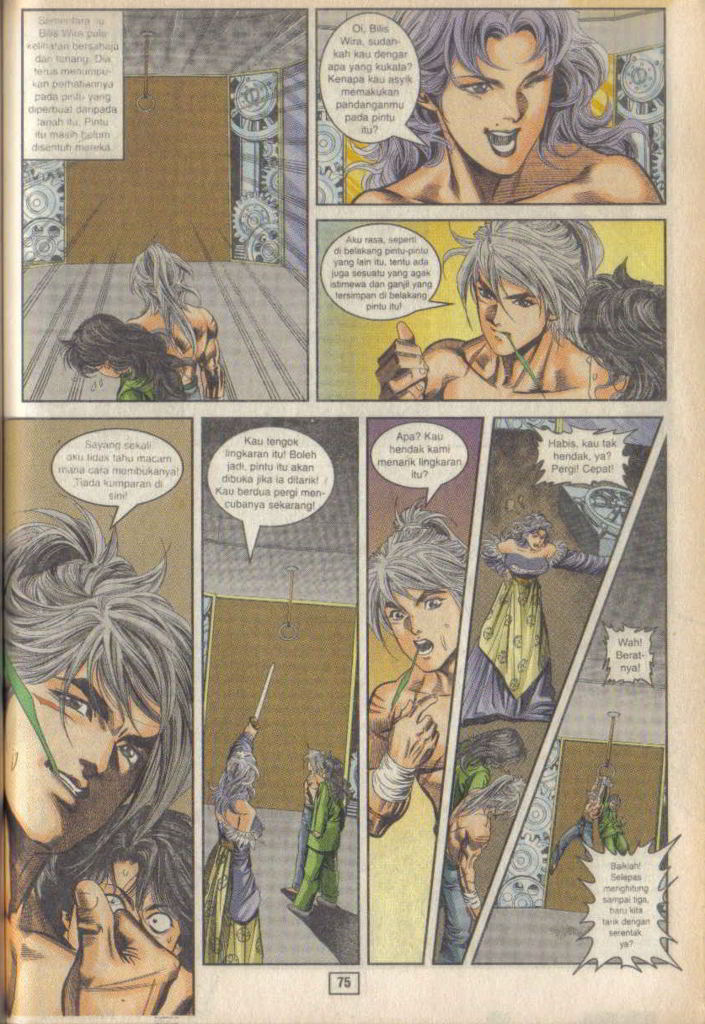 Sementara itu
Bilis Wira pula
kelihatan bersahaja
dan tenang. Dia
terus menumpu-
kan perhatiannya
pada pintu yang
diperbuat daripada
tanah itu. Pintu
itu masih belum
disentuh mereka.
Oi, Bilis
Wira, sudah-
kah kau dengar
apa yang kukata?
Kenapa kau asyik
memakukan
pandanganmu
pada pintu
itu?
Aku rasa, seperti
di belakang pintu-pintu
yang lain itu, tentu ada
juga sesuatu yang agak
istimewa dan ganjil yang
tersimpan di belakang
pintu ini!
Sayang sekali
aku tidak tahu macam
mana cara membukanya!
Tiada kumparan di
sini!
Kau tengok
lingkaran itu! Boleh
jadi, pintu itu akan
dibuka jika ia ditarik!
Kau berdua pergi men-
cubanya sekarang!
Apa? Kau
hendak kami
menarik lingkaran
itu?
Habis, kau tak
hendak, ya?
Pergi! Cepat!
Wah!
Berat-
nya!
Baiklah!
Selepas
menghitung
sampai tiga,
baru kita
tarik dengan
serentak
ya?
75